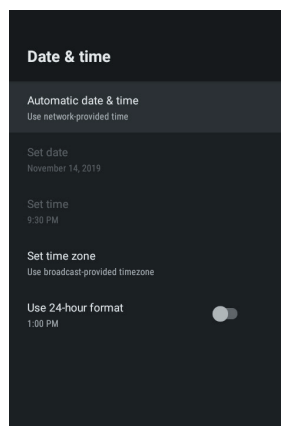 Date & time
Automatic date & time
Use network-provided time
Set date
November 14, 2019
Set time
9:30 PM
Set time zone
Use broadcast-provided timezone
Use 24-hour format
1:00 PM